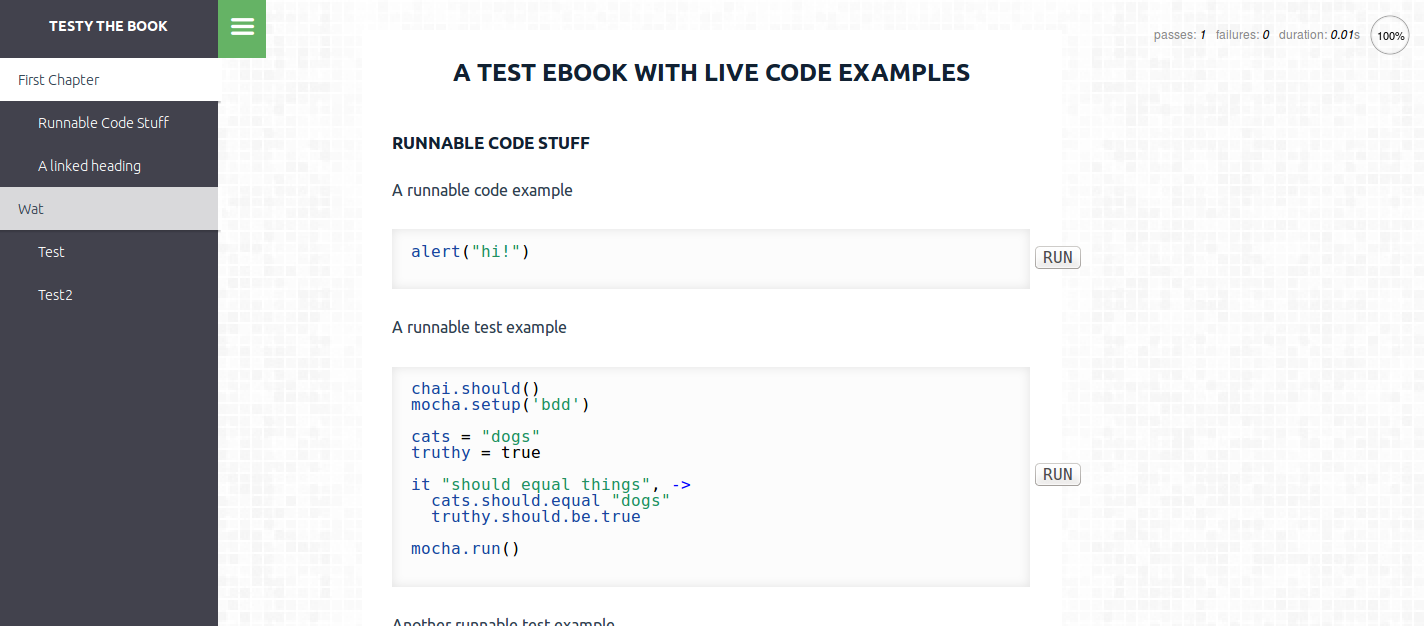 TESTY THE BOOK
First Chapter
Runnable Code Stuff
A linked heading
Wat
Test
Test2
passes: 1 failures: 0 duration: 0.01s 100%
A TEST EBOOK WITH LIVE CODE EXAMPLES
RUNNABLE CODE STUFF
A runnable code example
alert("hi!")
RUN
A runnable test example
chai.should()
mocha.setup('bdd')
cats = "dogs"
truthy = true
it "should equal things", ->
  cats.should.equal "dogs"
  truthy.should.be.true
mocha.run()
RUN
Another runnable test example